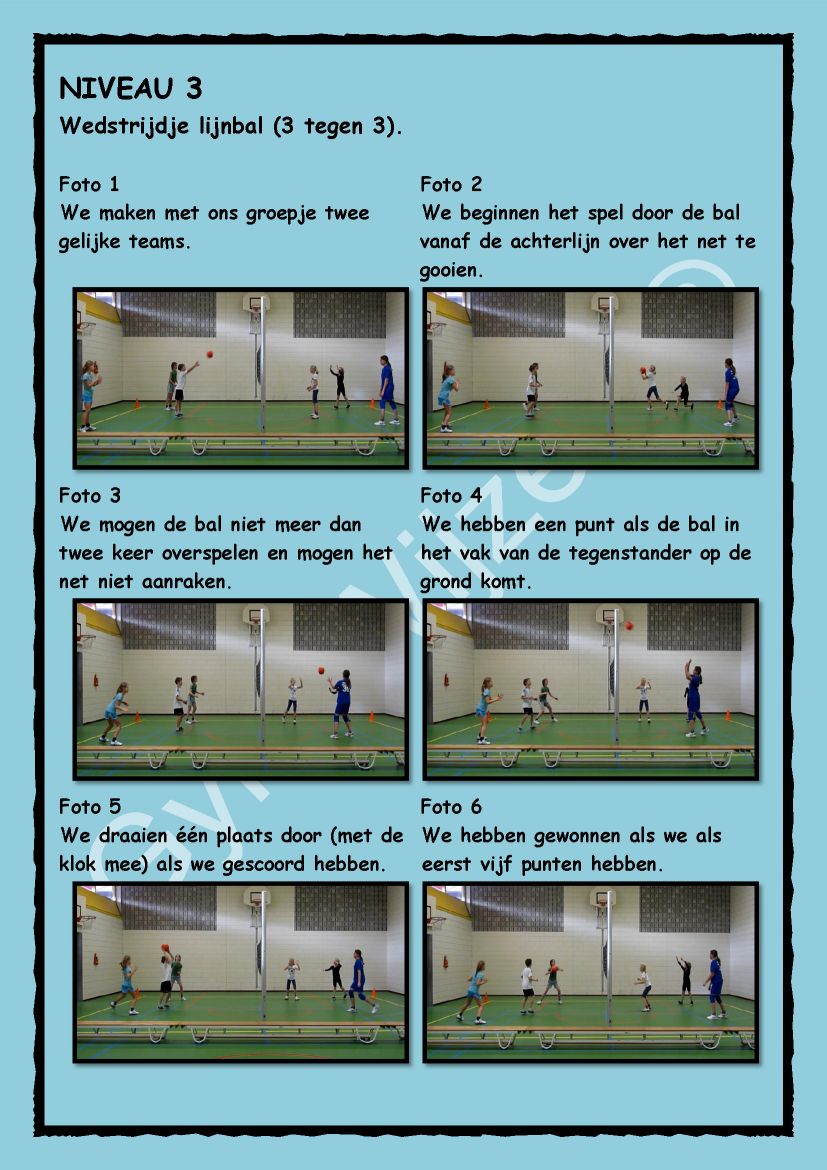 NIVEAU 3
Wedstrijdje lijnbal (3 tegen 3).
Foto 1
We maken met ons groepje twee
gelijke teams.
Foto 2
We beginnen het spel door de bal
vanaf de achterlijn over het net te
gooien.
Foto 3
We mogen de bal niet meer dan
twee keer overspelen en mogen het
net niet aanraken.
Foto 4
We hebben een punt als de bal in
het vak van de tegenstander op de
grond komt.
Foto 5
We draaien één plaats door (met de
klok mee) als we gescoord hebben.
Foto 6
We hebben gewonnen als we als
eerst vijf punten hebben.